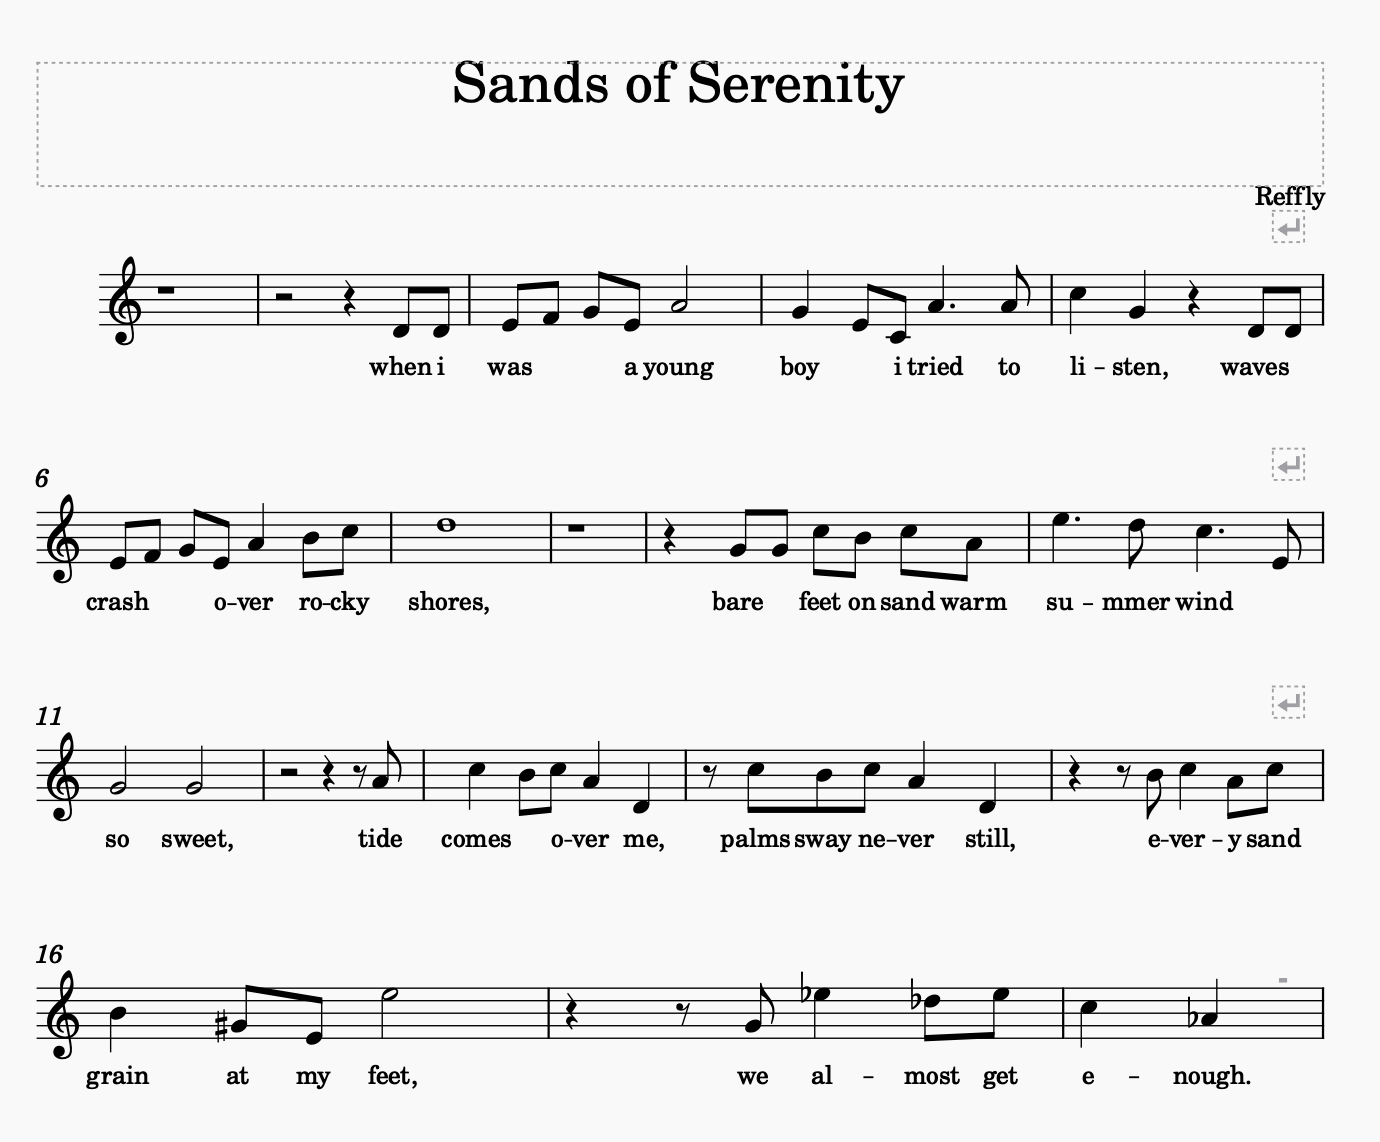 Sands of Serenity
Reffly
when i was a young boy i tried to li – sten, waves
6
crash o–ver ro–cky shores, bare feet on sand warm su – mmer wind
11
so sweet, tide comes o–ver me, palms sway ne–ver still, e–ver – y sand
16
grain at my feet, we al – most get e – nough.